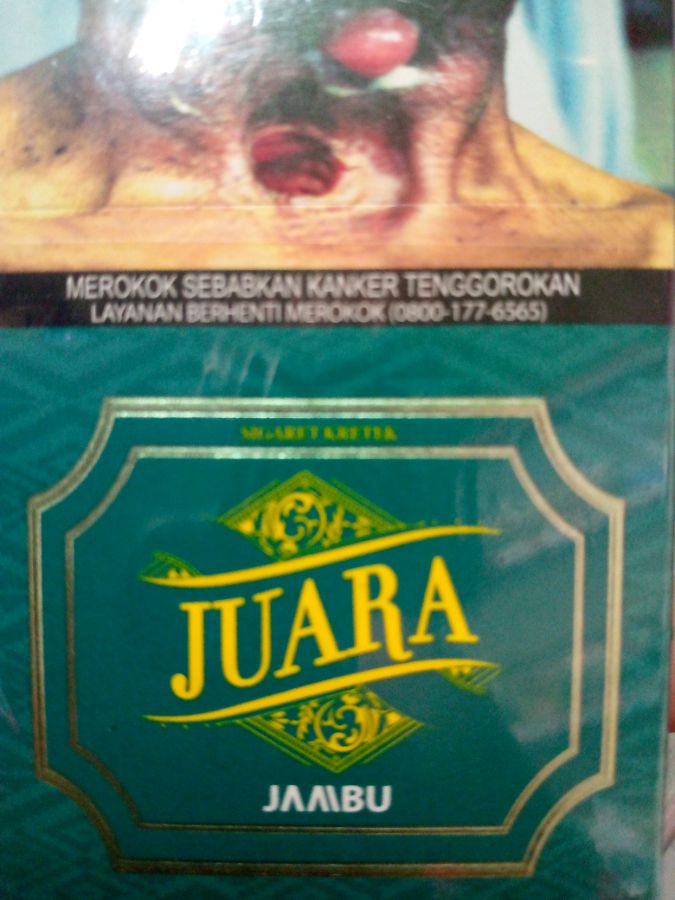 MEROKOK SEBABKAN KANKER TENGGOROKAN
LAYANAN BERHENTI MEROKOK (0800-177-6565)
SIGARET KRETEK
JUARA
JAMBU